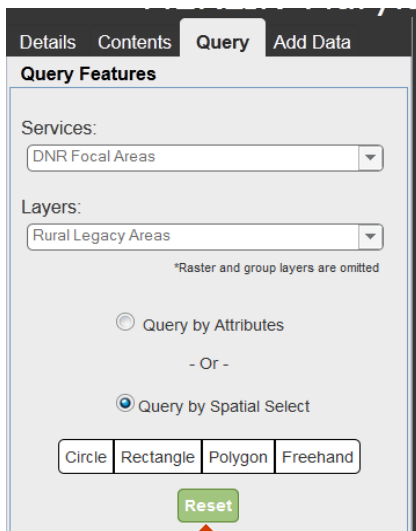 Details Contents Query Add Data
Query Features
Services:
DNR Focal Areas
Layers:
Rural Legacy Areas
*Raster and group layers are omitted
Query by Attributes
- Or -
Query by Spatial Select
Circle Rectangle Polygon Freehand
Reset